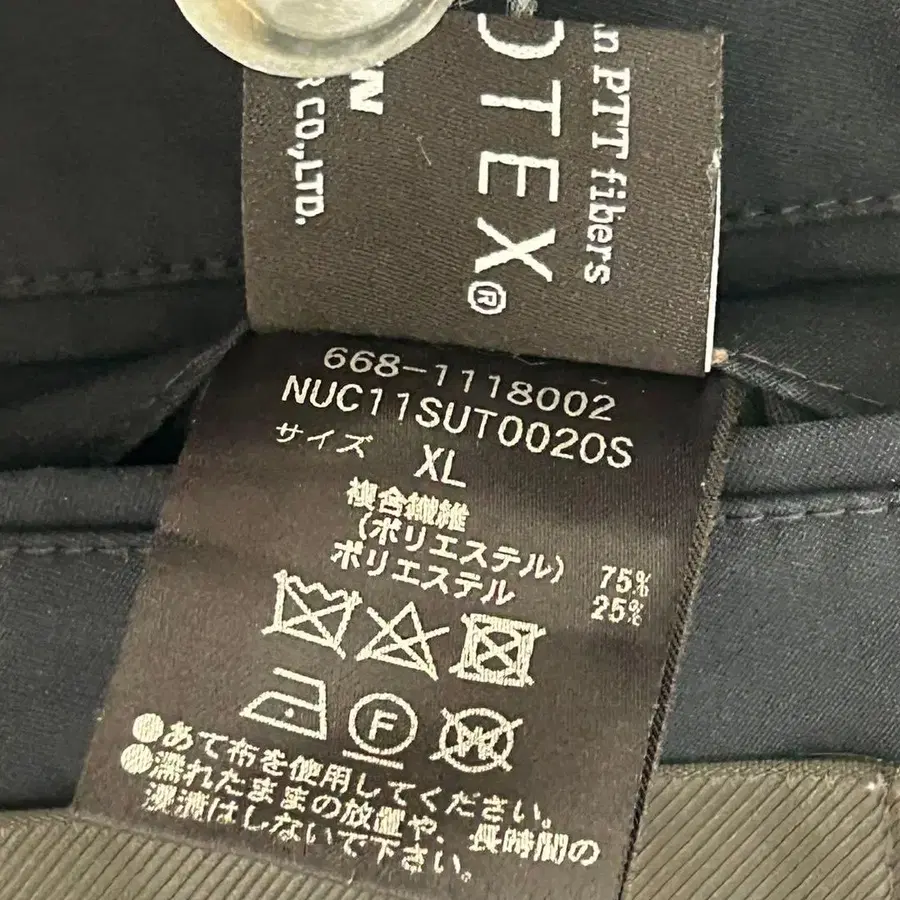 n PTT fibers
OTEX®
N
R CO.,LTD.
668-1118002
NUC11SUT0020S
サイズ XL
複合繊維
(ポリエステル) 75%
ポリエステル 25%
F
W
●あて布を使用してください。
●濡れたままの放置や、長時間の
浸漬はしないで下さい。